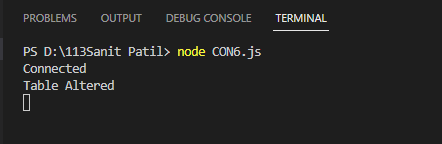 PROBLEMS OUTPUT DEBUG CONSOLE TERMINAL
PS D:\113Sanit Patil> node CON6.js
Connected
Table Altered